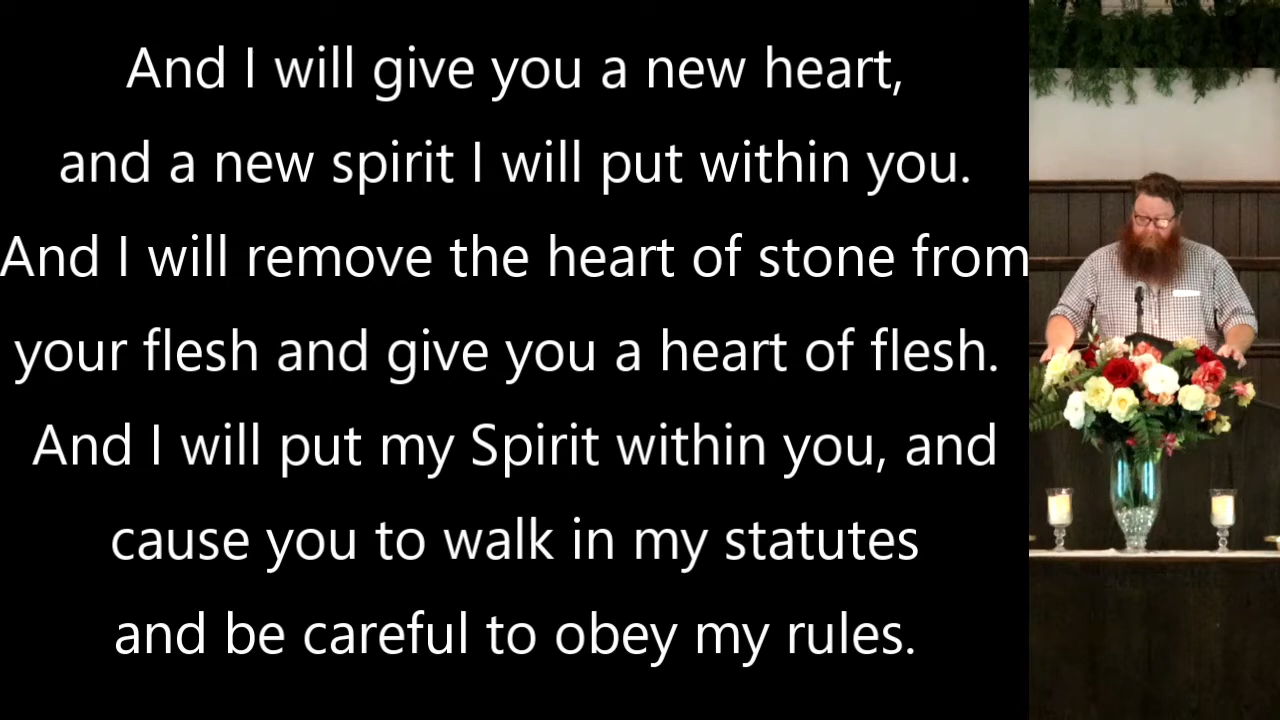 And I will give you a new heart,
and a new spirit I will put within you.
And I will remove the heart of stone from
your flesh and give you a heart of flesh.
And I will put my Spirit within you, and
cause you to walk in my statutes
and be careful to obey my rules.